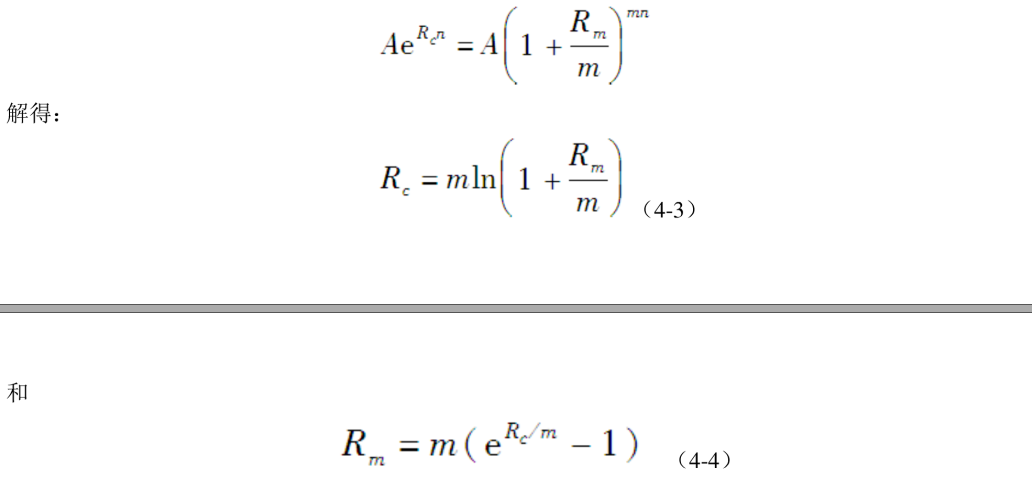 Ae^{R_c n} = A(1 + R_m/m)^{mn}
解得：
R_c = m ln(1 + R_m/m) （4-3）
和
R_m = m(e^{R_c/m} − 1) （4-4）